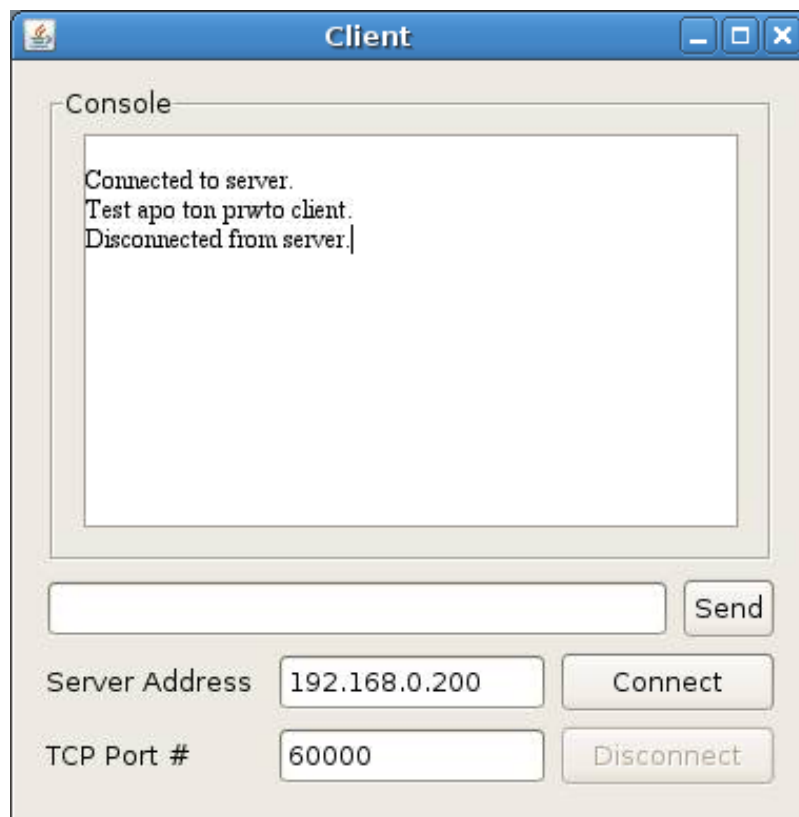 Client
Console
Connected to server.
Test apo ton prwto client.
Disconnected from server.
Send
Server Address 192.168.0.200 Connect
TCP Port # 60000 Disconnect